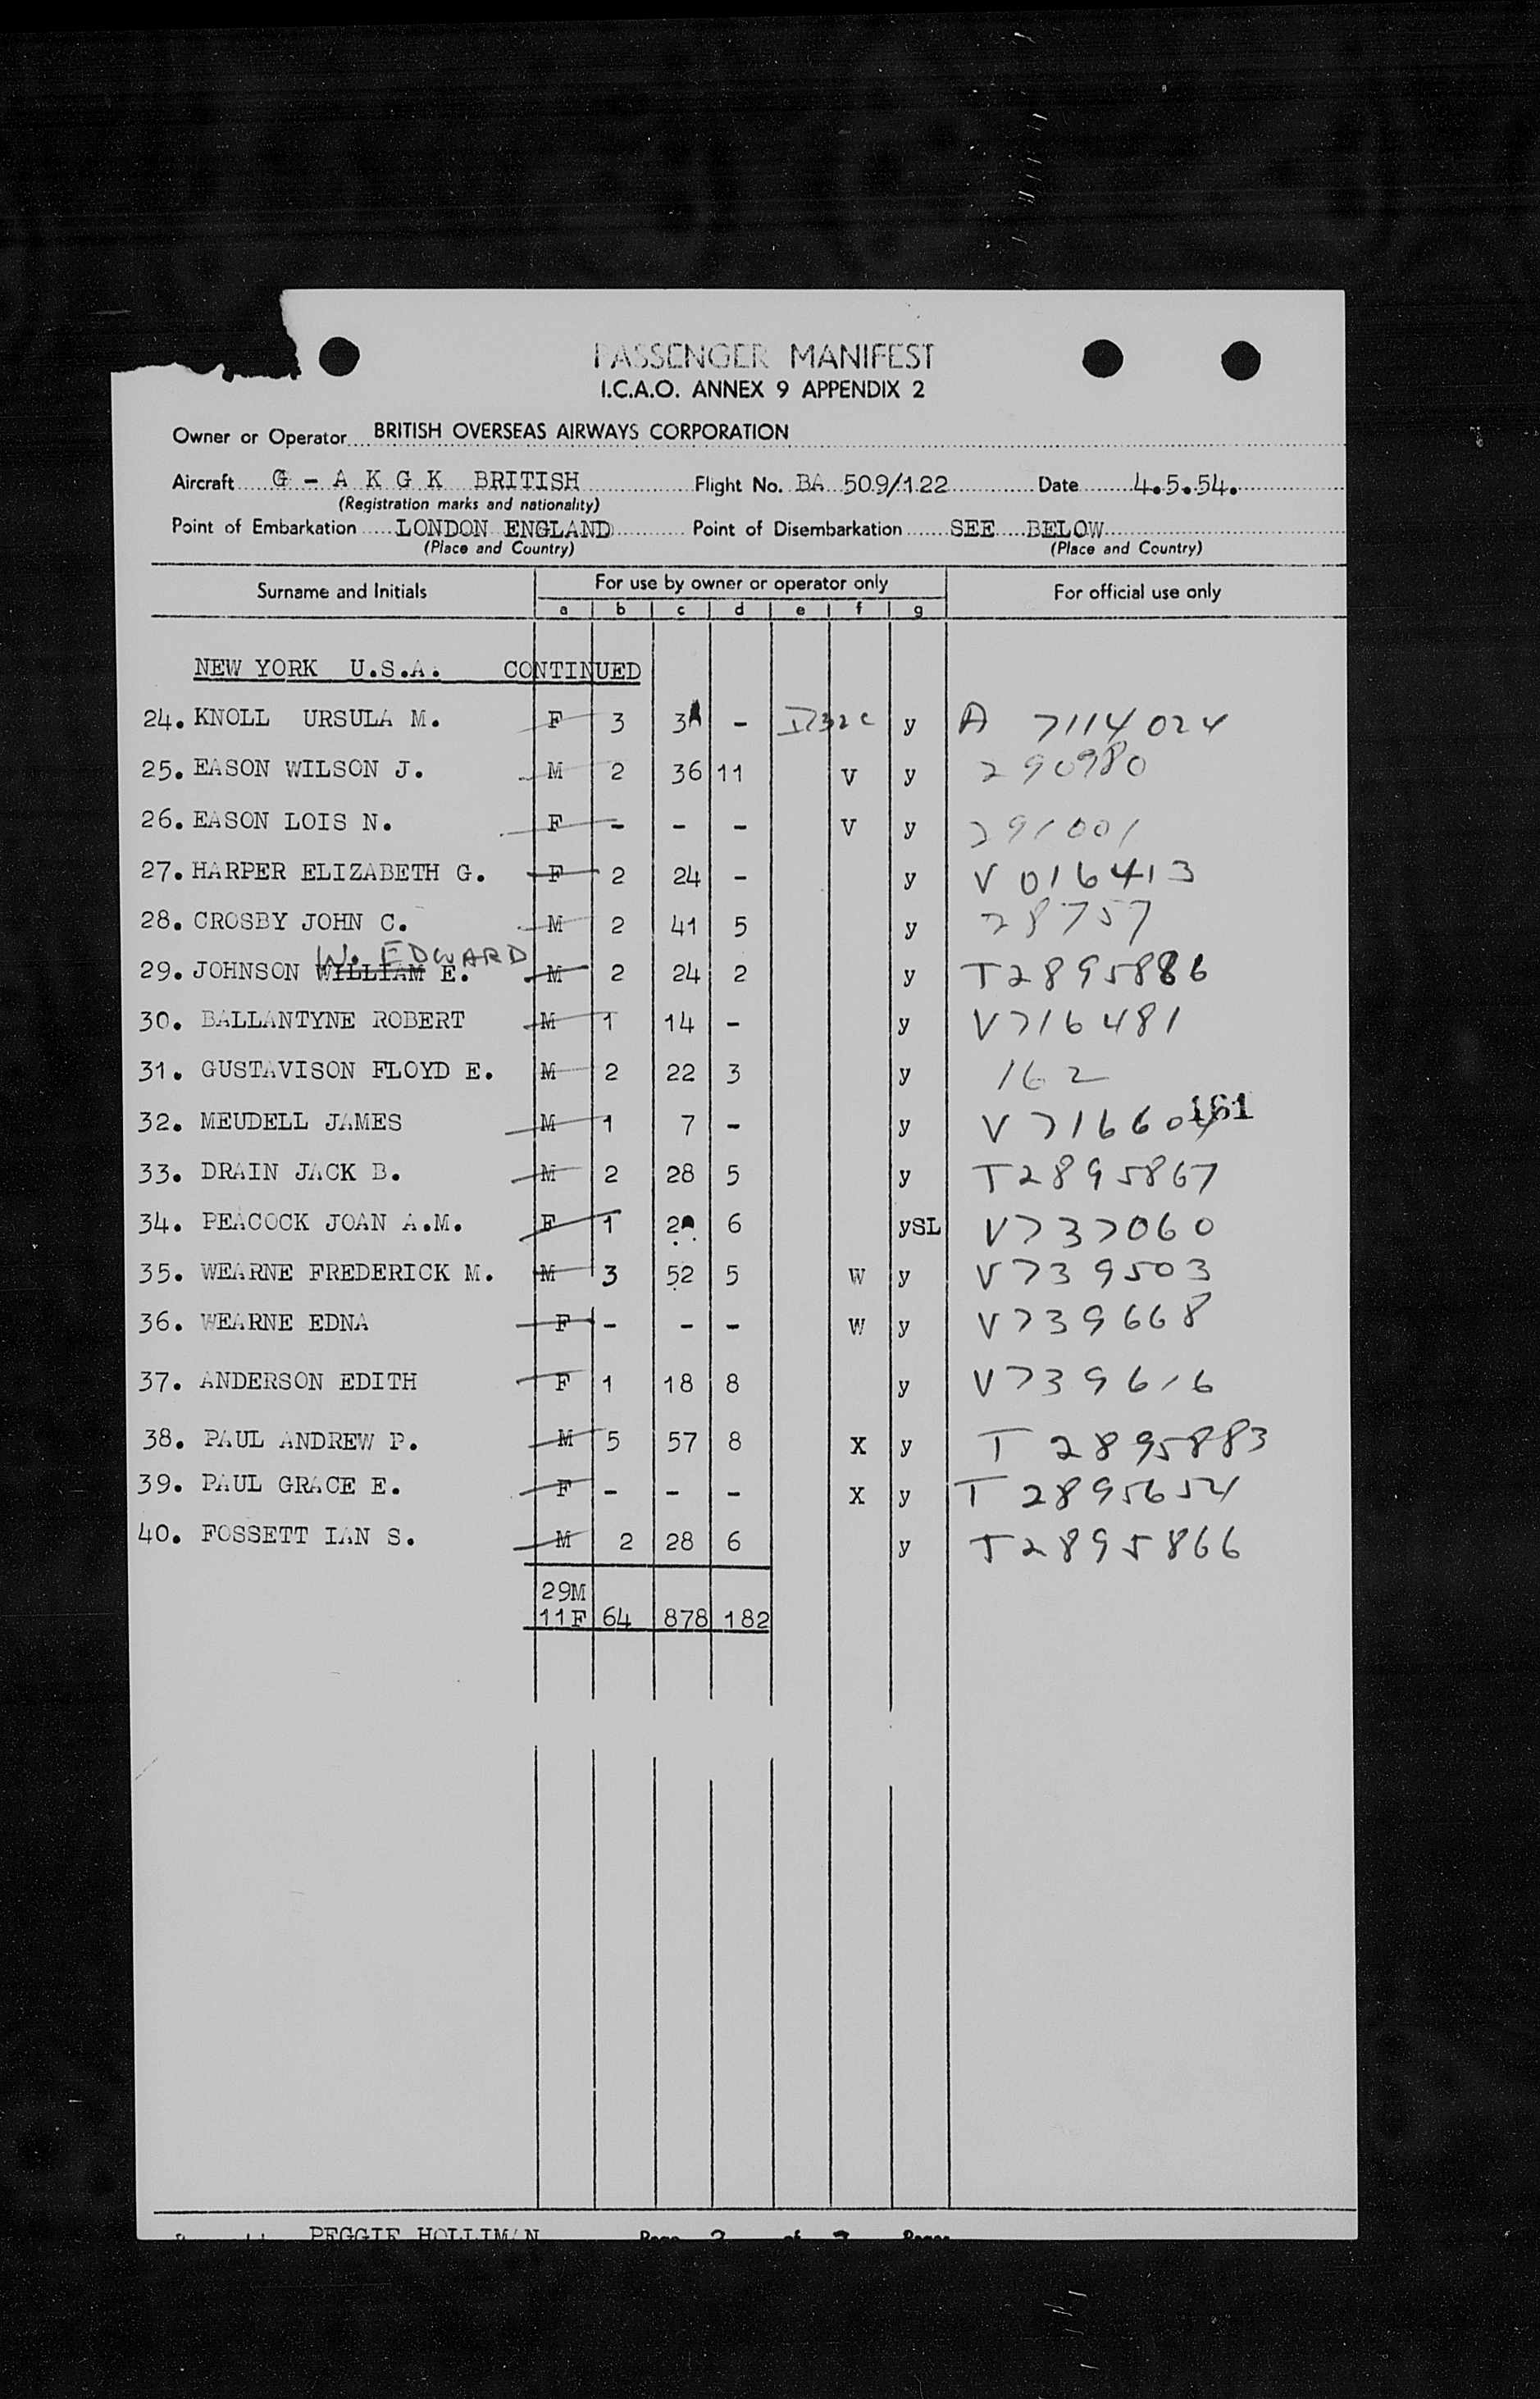 PASSENGER MANIFEST
I.C.A.O. ANNEX 9 APPENDIX 2
Owner or Operator BRITISH OVERSEAS AIRWAYS CORPORATION
Aircraft G - A K G K BRITISH Flight No. BA 509/122 Date 4.5.54.
(Registration marks and nationality)
Point of Embarkation LONDON ENGLAND Point of Disembarkation SEE BELOW
(Place and Country) (Place and Country)
Surname and Initials For use by owner or operator only For official use only
a b c d e f g
NEW YORK U.S.A. CONTINUED
24. KNOLL URSULA M. F 3 - y A 7114024
25. EASON WILSON J. M 2 36 11 V y 290980
26. EASON LOIS N. F - - - V y 291001
27. HARPER ELIZABETH G. F 2 24 - y V 016413
28. CROSBY JOHN C. M 2 41 5 y 28757
W. EDWARD
29. JOHNSON WILLIAM E. M 2 24 2 y T2895886
30. BALLANTYNE ROBERT M 1 14 - y V716481
31. GUSTAVISON FLOYD E. M 2 22 3 y 162
32. MEUDELL JAMES M 1 7 - y 161
33. DRAIN JACK B. M 2 28 5 y T2895867
34. PEACOCK JOAN A.M. F 1 6 ySL V737060
35. WEARNE FREDERICK M. M 3 52 5 W y V739503
36. WEARNE EDNA F - - - W y V739668
37. ANDERSON EDITH F 1 18 8 y V739616
38. PAUL ANDREW P. M 5 57 8 X y T 2895883
39. PAUL GRACE E. F - - - X y T 2895654
40. FOSSETT IAN S. M 2 28 6 y T2895866
29M
11F 64 878 182
PEGGIE HOLLIMAN Page of Pages